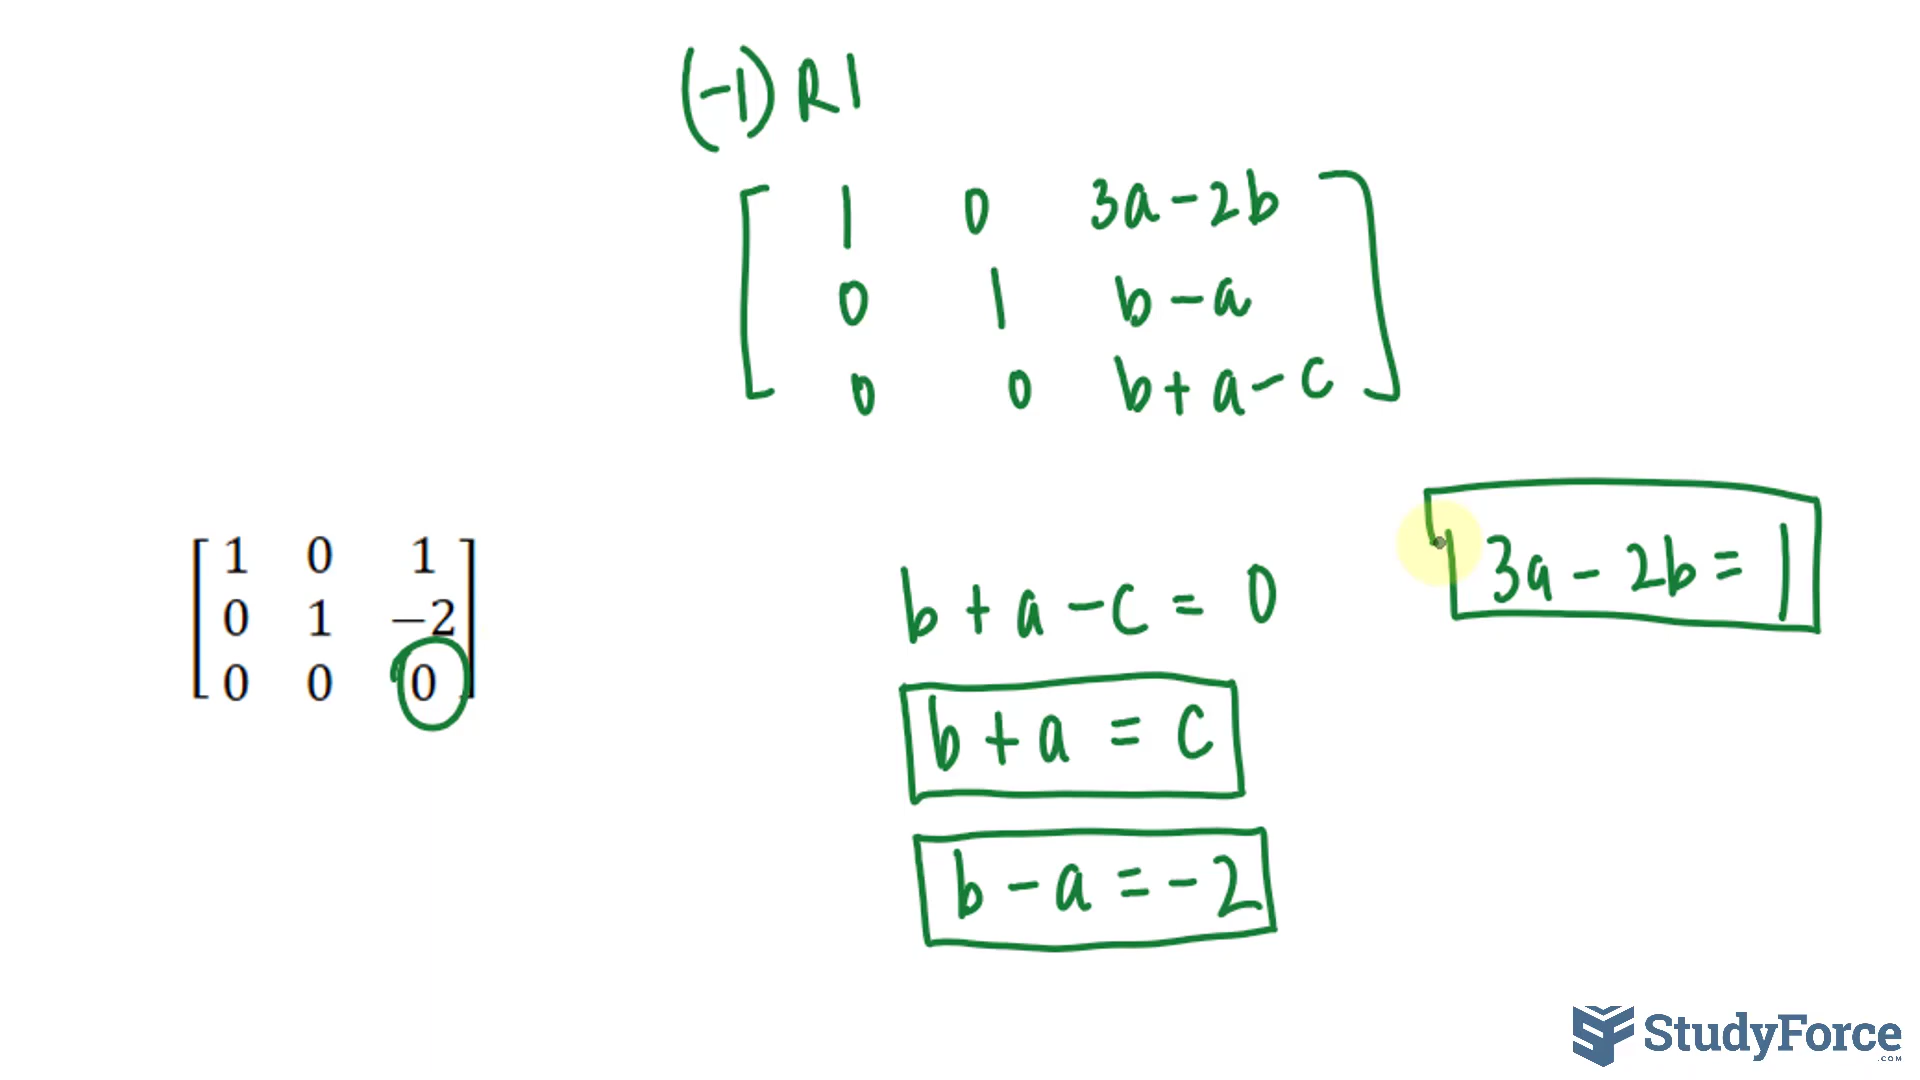 (-1) R1
1 0 3a-2b
0 1 b-a
0 0 b+a-c
1 0 1
0 1 −2
0 0 0
b+a-c = 0
3a-2b=1
b+a = c
b-a=-2
StudyForce
.COM